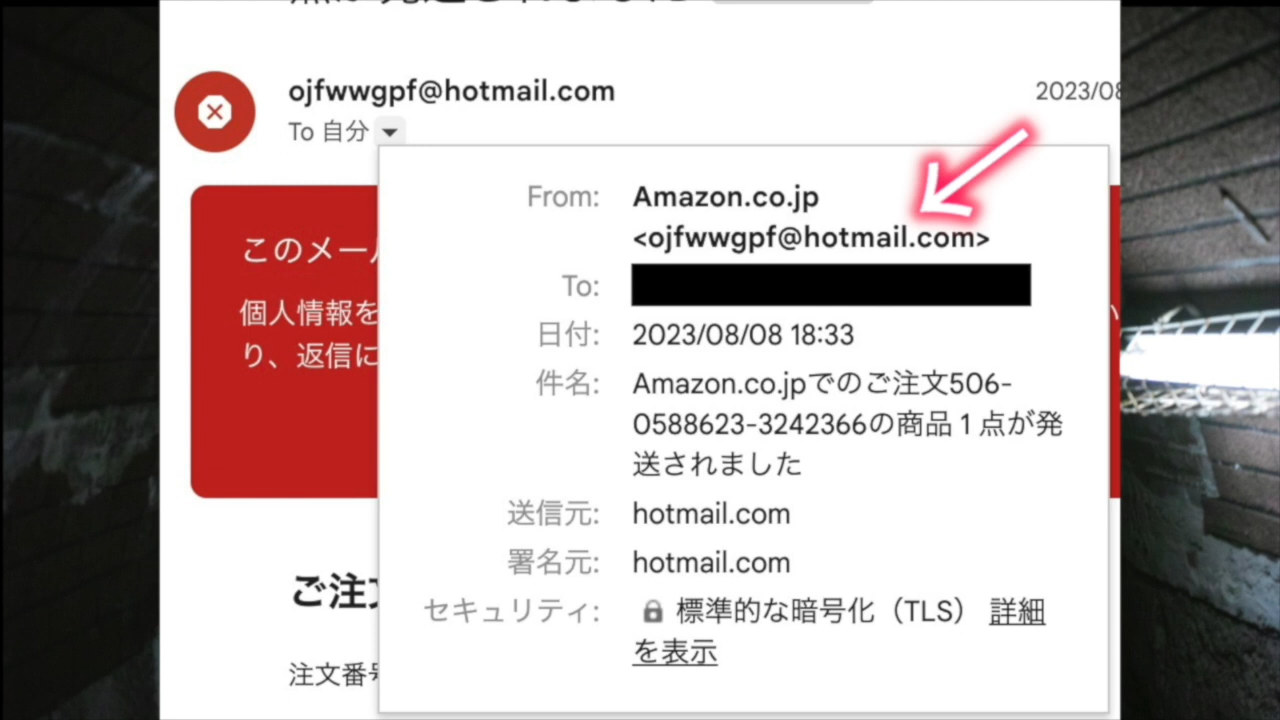 ojfwwgpf@hotmail.com
2023/08
To 自分
From: Amazon.co.jp
<ojfwwgpf@hotmail.com>
To:
日付: 2023/08/08 18:33
件名: Amazon.co.jpでのご注文506-
0588623-3242366の商品 1 点が発
送されました
送信元: hotmail.com
署名元: hotmail.com
セキュリティ: 標準的な暗号化（TLS） 詳細
を表示
このメー
個人情報を
り、返信に
ご注
注文番